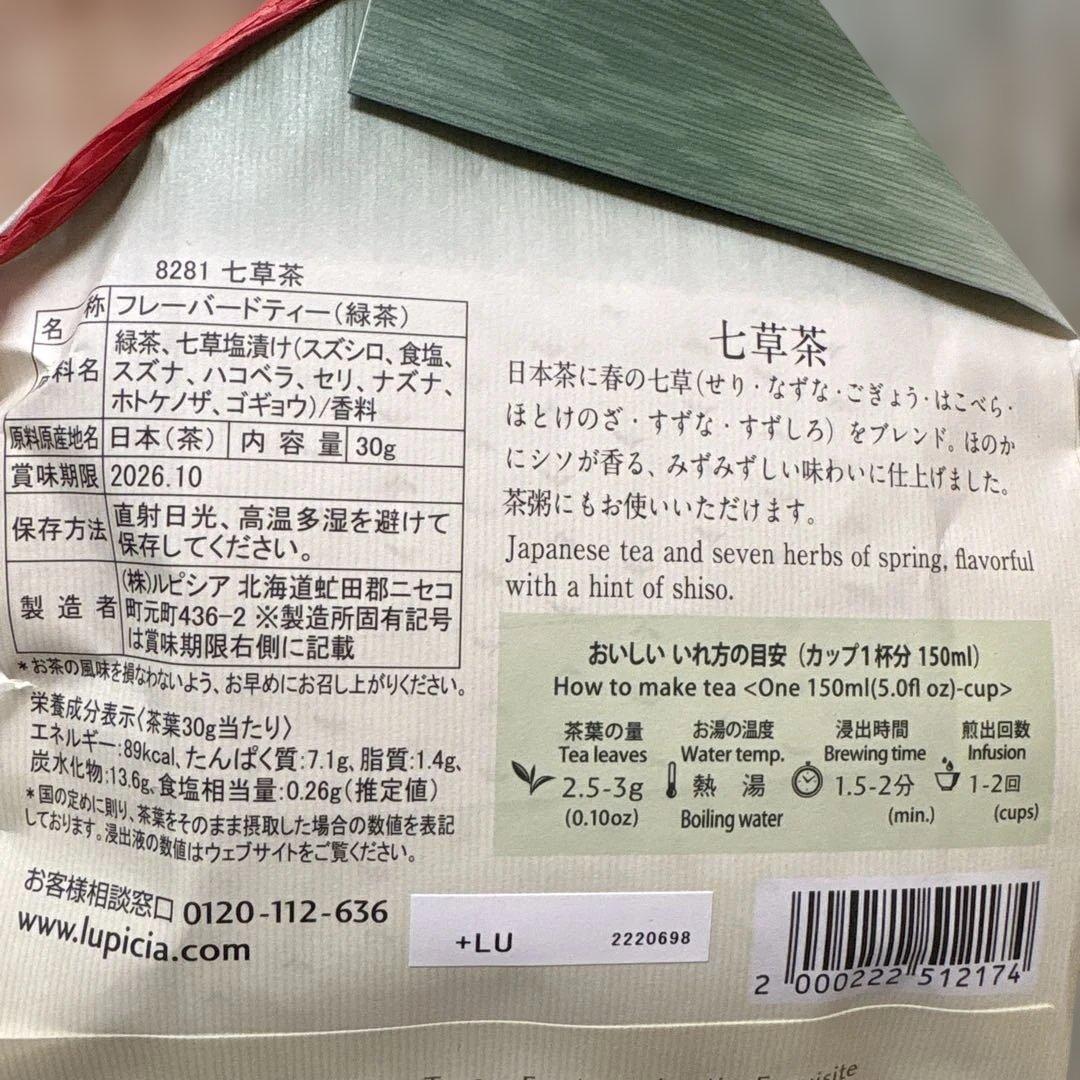 8281 七草茶
名 称 フレーバードティー(緑茶)
料名 緑茶、七草塩漬け(スズシロ、食塩、
スズナ、ハコベラ、セリ、ナズナ、
ホトケノザ、ゴギョウ)/香料
原料原産地名 日本(茶) 内容量 30g
賞味期限 2026.10
保存方法 直射日光、高温多湿を避けて
保存してください。
製造者 (株)ルピシア 北海道虻田郡ニセコ
町元町436-2 ※製造所固有記号
は賞味期限右側に記載
*お茶の風味を損なわないよう、お早めにお召し上がりください。
栄養成分表示〈茶葉30g当たり〉
エネルギー:89kcal、たんぱく質:7.1g、脂質:1.4g、
炭水化物:13.6g、食塩相当量:0.26g(推定値)
*国の定めに則り、茶葉をそのまま摂取した場合の数値を表記
しております。浸出液の数値はウェブサイトをご覧ください。
お客様相談窓口 0120-112-636
www.lupicia.com
七草茶
日本茶に春の七草(せり・なずな・ごぎょう・はこべら・
ほとけのざ・すずな・すずしろ)をブレンド。ほのか
にシソが香る、みずみずしい味わいに仕上げました。
茶粥にもお使いいただけます。
Japanese tea and seven herbs of spring, flavorful
with a hint of shiso.
おいしい いれ方の目安(カップ1杯分 150ml)
How to make tea <One 150ml(5.0fl oz)-cup>
茶葉の量 お湯の温度 浸出時間 煎出回数
Tea leaves Water temp. Brewing time Infusion
2.5-3g 熱湯 1.5-2分 1-2回
(0.10oz) Boiling water (min.) (cups)
+LU 2220698
2 000222 512174